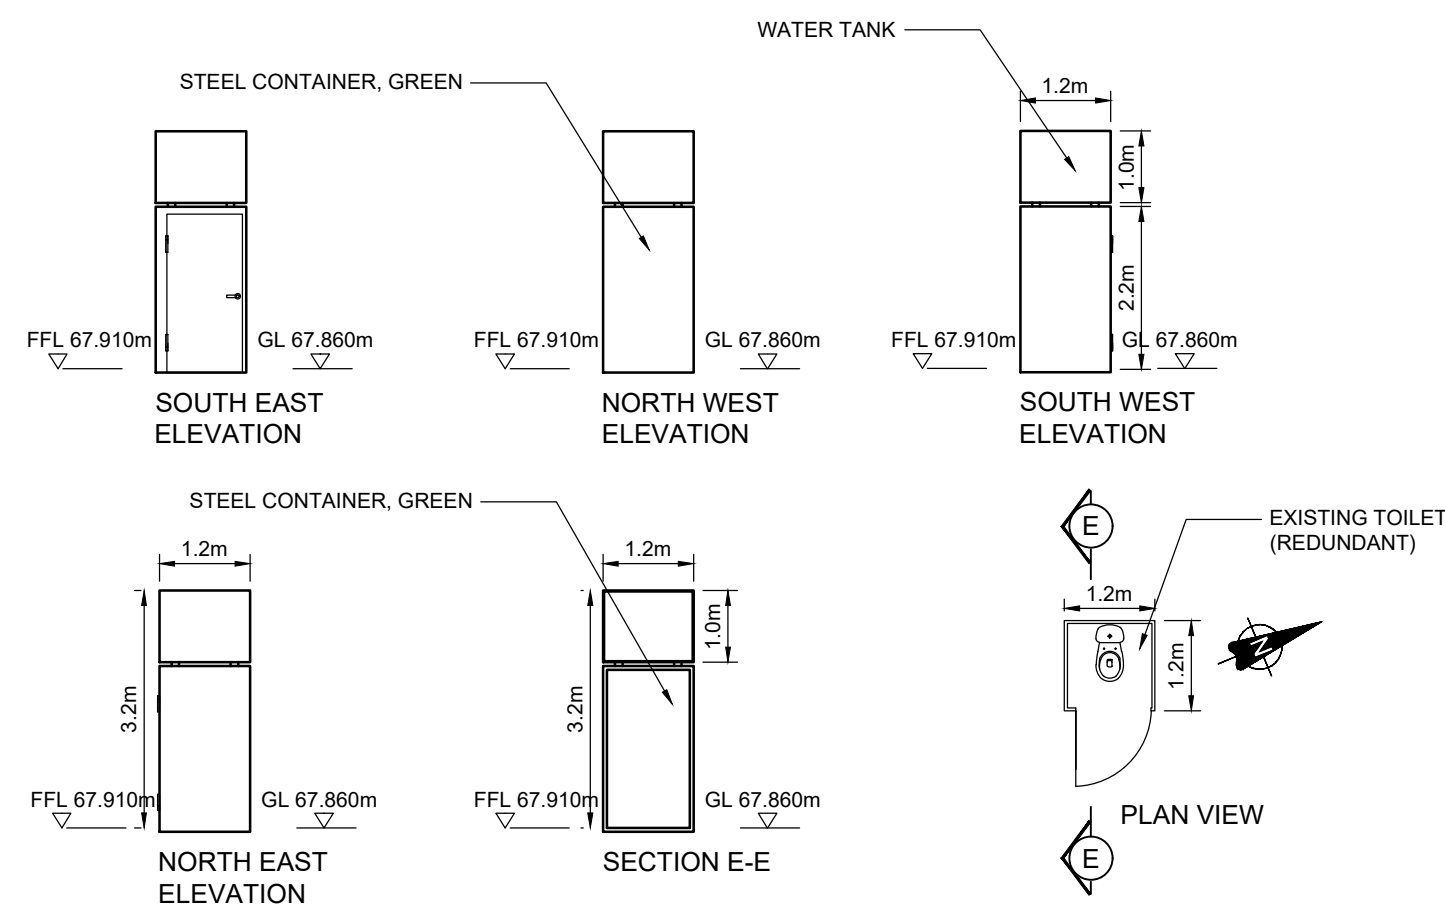 WATER TANK
STEEL CONTAINER, GREEN
1.2m
1.0m
2.2m
FFL 67.910m
GL 67.860m
FFL 67.910m
GL 67.860m
FFL 67.910m
GL 67.860m
SOUTH EAST
ELEVATION
NORTH WEST
ELEVATION
SOUTH WEST
ELEVATION
STEEL CONTAINER, GREEN
E
EXISTING TOILET
(REDUNDANT)
1.2m
1.2m
1.2m
1.0m
1.2m
N
3.2m
3.2m
FFL 67.910m
GL 67.860m
FFL 67.910m
GL 67.860m
PLAN VIEW
E
NORTH EAST
ELEVATION
SECTION E-E